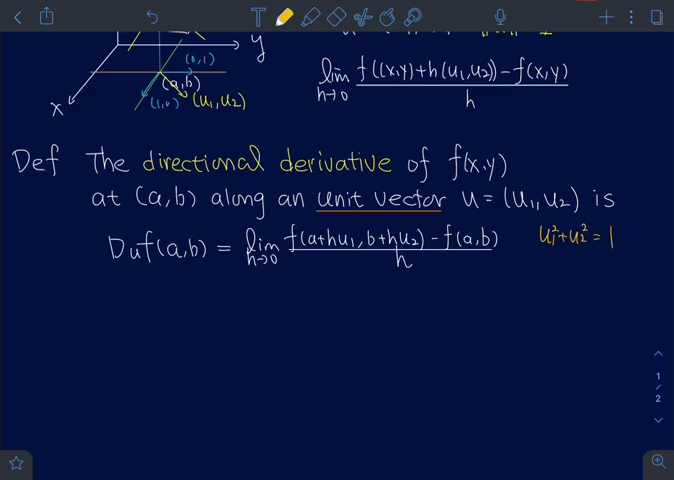 y
(0,1)
(a,b)
(1,0)
(u₁,u₂)
x
lim h→0 f((x,y)+h(u₁,u₂)) - f(x,y) / h
Def The directional derivative of f(x,y)
at (a,b) along an unit vector u = (u₁,u₂) is
Duf(a,b) = lim h→0 f(a+hu₁, b+hu₂) - f(a,b) / h u₁²+u₂² = 1
1
/
2